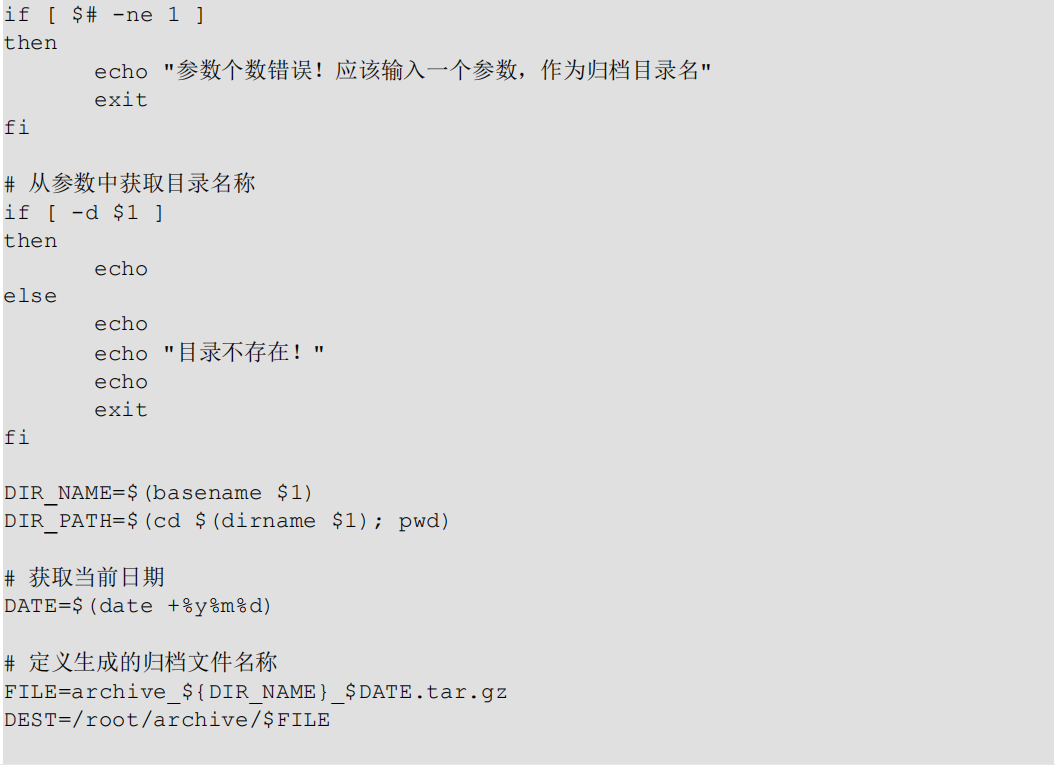 if [ $# -ne 1 ]
then
echo "参数个数错误！应该输入一个参数，作为归档目录名"
exit
fi
# 从参数中获取目录名称
if [ -d $1 ]
then
echo
else
echo
echo "目录不存在！"
echo
exit
fi
DIR_NAME=$(basename $1)
DIR_PATH=$(cd $(dirname $1); pwd)
# 获取当前日期
DATE=$(date +%y%m%d)
# 定义生成的归档文件名称
FILE=archive_${DIR_NAME}_$DATE.tar.gz
DEST=/root/archive/$FILE